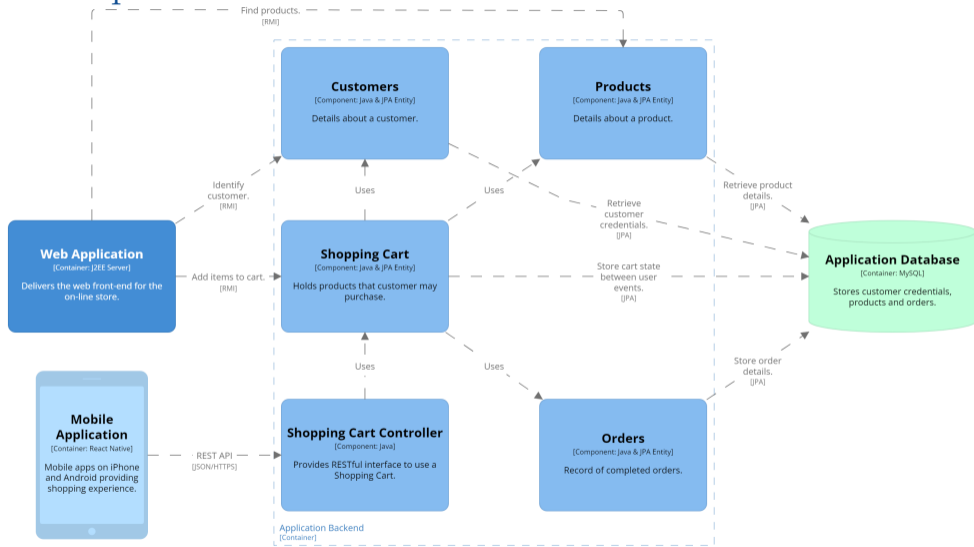 Find products.
[RMI]
Customers
[Component: Java & JPA Entity]
Details about a customer.
Products
[Component: Java & JPA Entity]
Details about a product.
Identify
customer.
[RMI]
Uses
Uses
Retrieve product
details.
[JPA]
Retrieve
customer
credentials.
[JPA]
Web Application
[Container: J2EE Server]
Delivers the web front-end for the
on-line store.
Add items to cart.
[RMI]
Shopping Cart
[Component: Java & JPA Entity]
Holds products that customer may
purchase.
Store cart state
between user
events.
[JPA]
Application Database
[Container: MySQL]
Stores customer credentials,
products and orders.
Uses
Uses
Store order
details.
[JPA]
Mobile
Application
[Container: React Native]
Mobile apps on iPhone
and Android providing
shopping experience.
REST API
[JSON/HTTPS]
Shopping Cart Controller
[Component: Java]
Provides RESTful interface to use a
Shopping Cart.
Orders
[Component: Java & JPA Entity]
Record of completed orders.
Application Backend
[Container]